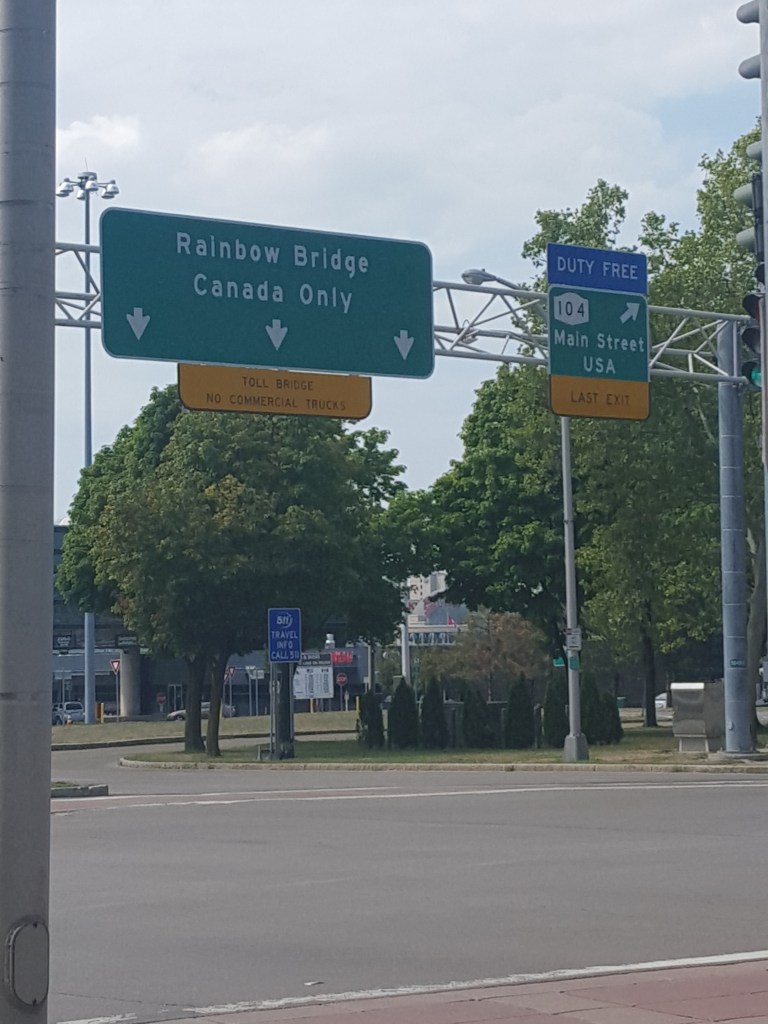 Rainbow Bridge
Canada Only
TOLL BRIDGE
NO COMMERCIAL TRUCKS
DUTY FREE
104
Main Street
USA
LAST EXIT
511
TRAVEL
INFO
CALL 511